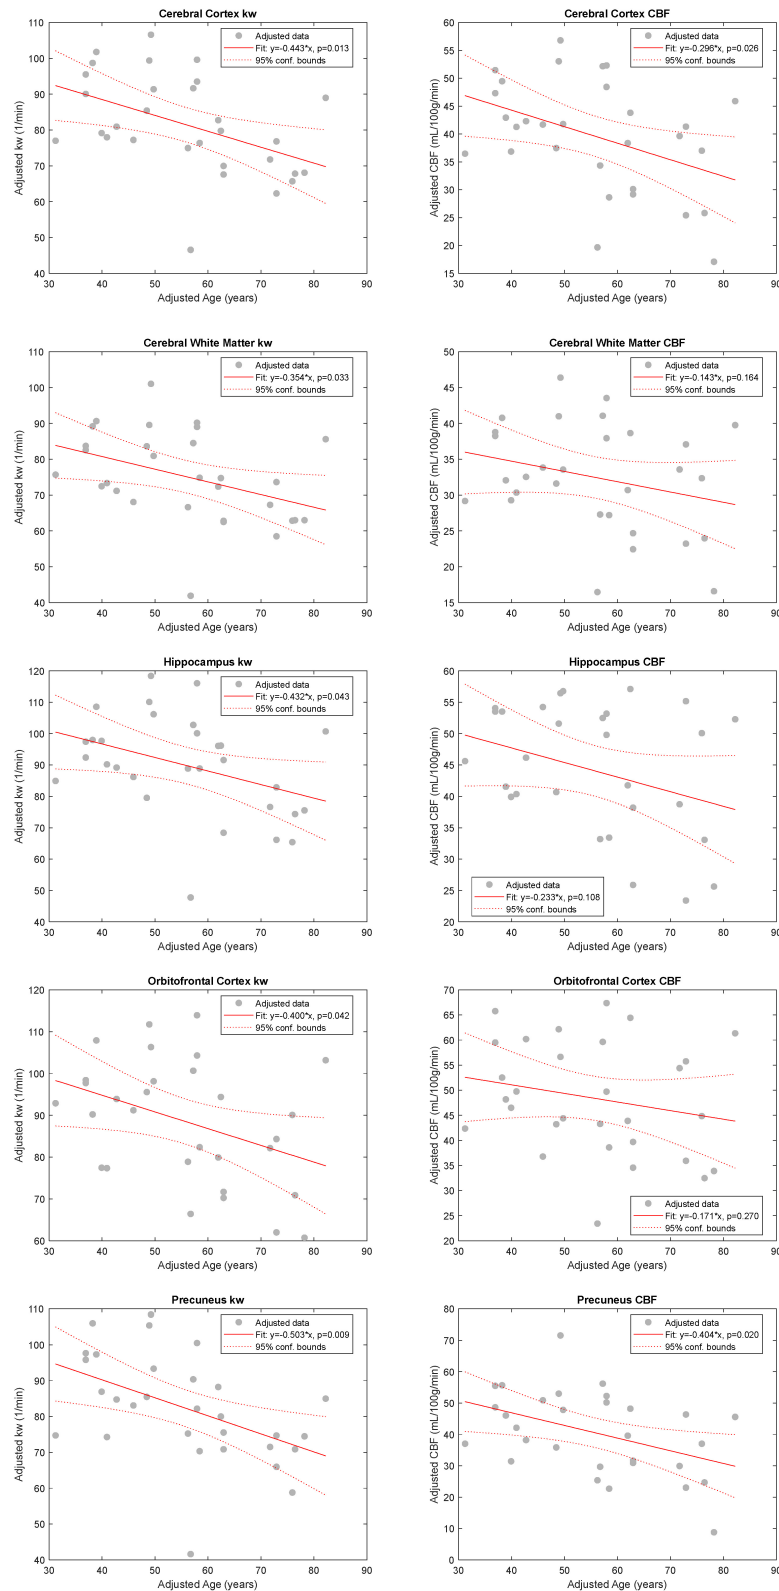 Cerebral Cortex kw
Adjusted kw (1/min)
110
100
90
80
70
60
50
40
Adjusted data
Fit: y=-0.443*x, p=0.013
95% conf. bounds
30 40 50 60 70 80 90
Adjusted Age (years)
Cerebral Cortex CBF
Adjusted CBF (mL/100g/min)
60
55
50
45
40
35
30
25
20
15
Adjusted data
Fit: y=-0.296*x, p=0.026
95% conf. bounds
30 40 50 60 70 80 90
Adjusted Age (years)
Cerebral White Matter kw
Adjusted kw (1/min)
110
100
90
80
70
60
50
40
Adjusted data
Fit: y=-0.354*x, p=0.033
95% conf. bounds
30 40 50 60 70 80 90
Adjusted Age (years)
Cerebral White Matter CBF
Adjusted CBF (mL/100g/min)
50
45
40
35
30
25
20
15
Adjusted data
Fit: y=-0.143*x, p=0.164
95% conf. bounds
30 40 50 60 70 80 90
Adjusted Age (years)
Hippocampus kw
Adjusted kw (1/min)
120
110
100
90
80
70
60
50
40
Adjusted data
Fit: y=-0.432*x, p=0.043
95% conf. bounds
30 40 50 60 70 80 90
Adjusted Age (years)
Hippocampus CBF
Adjusted CBF (mL/100g/min)
60
55
50
45
40
35
30
25
20
Adjusted data
Fit: y=-0.233*x, p=0.108
95% conf. bounds
30 40 50 60 70 80 90
Adjusted Age (years)
Orbitofrontal Cortex kw
Adjusted kw (1/min)
120
110
100
90
80
70
60
Adjusted data
Fit: y=-0.400*x, p=0.042
95% conf. bounds
30 40 50 60 70 80 90
Adjusted Age (years)
Orbitofrontal Cortex CBF
Adjusted CBF (mL/100g/min)
70
65
60
55
50
45
40
35
30
25
20
Adjusted data
Fit: y=-0.171*x, p=0.270
95% conf. bounds
30 40 50 60 70 80 90
Adjusted Age (years)
Precuneus kw
Adjusted kw (1/min)
110
100
90
80
70
60
50
40
Adjusted data
Fit: y=-0.503*x, p=0.009
95% conf. bounds
30 40 50 60 70 80 90
Adjusted Age (years)
Precuneus CBF
Adjusted CBF (mL/100g/min)
80
70
60
50
40
30
20
10
0
Adjusted data
Fit: y=-0.404*x, p=0.020
95% conf. bounds
30 40 50 60 70 80 90
Adjusted Age (years)